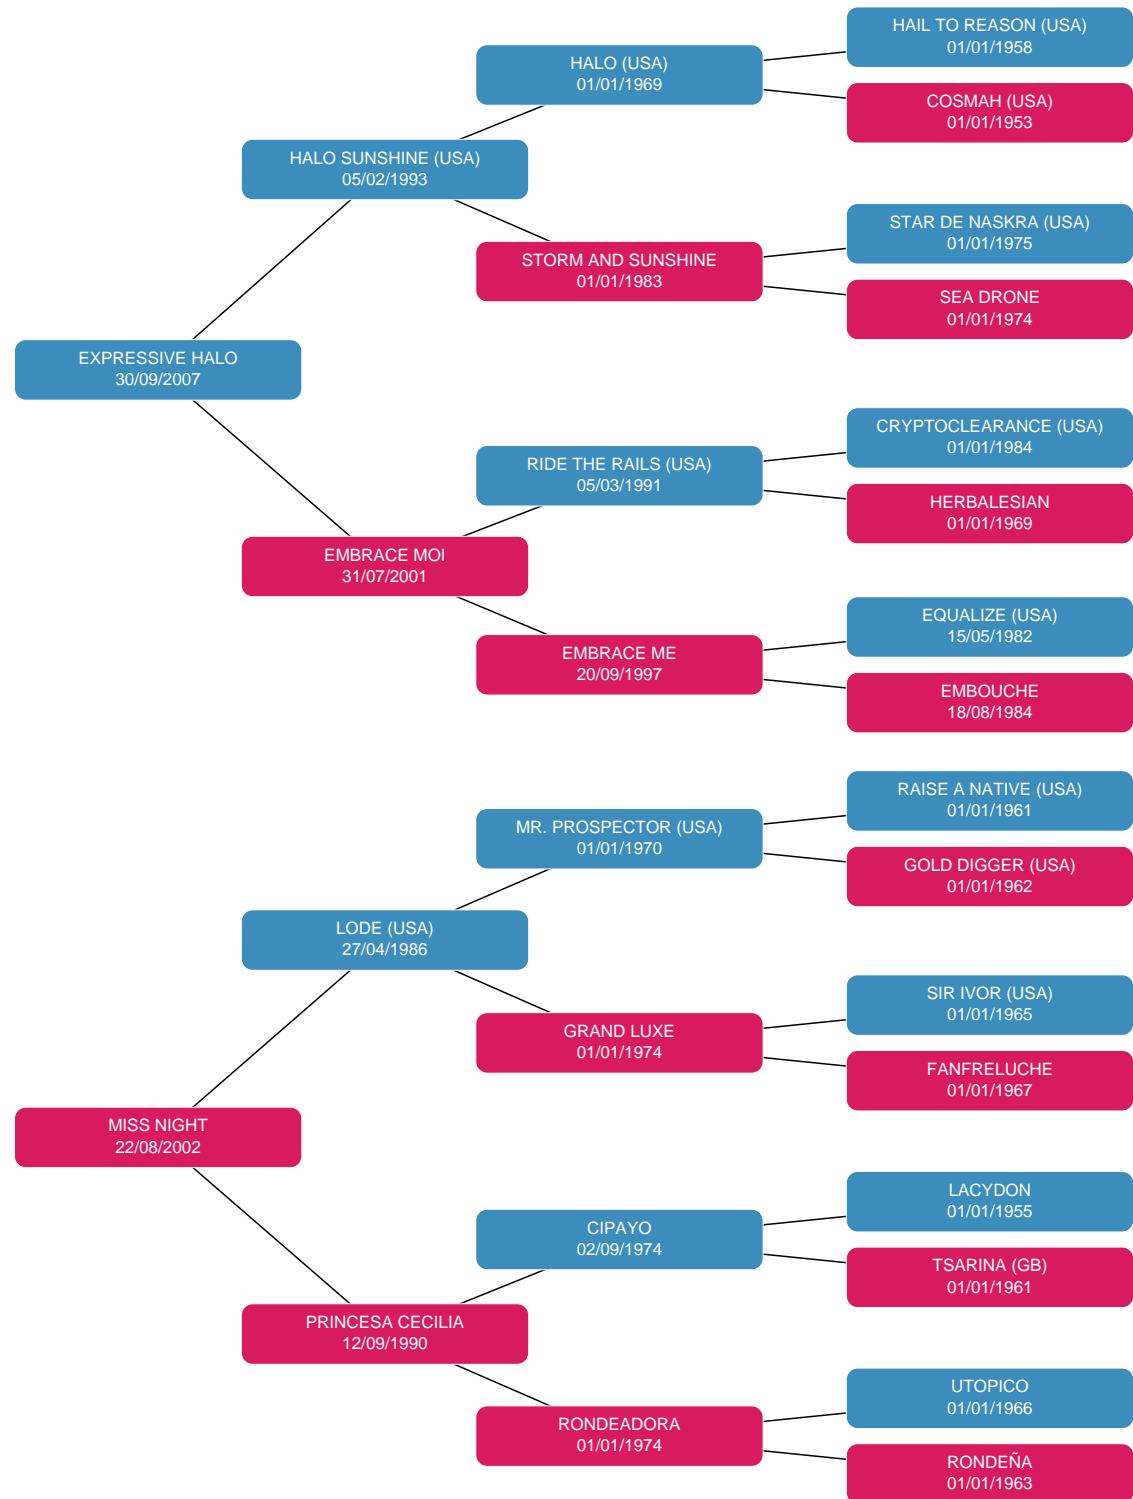 HAIL TO REASON (USA)
01/01/1958
HALO (USA)
01/01/1969
COSMAH (USA)
01/01/1953
HALO SUNSHINE (USA)
05/02/1993
STAR DE NASKRA (USA)
01/01/1975
STORM AND SUNSHINE
01/01/1983
SEA DRONE
01/01/1974
EXPRESSIVE HALO
30/09/2007
CRYPTOCLEARANCE (USA)
01/01/1984
RIDE THE RAILS (USA)
05/03/1991
HERBALESIAN
01/01/1969
EMBRACE MOI
31/07/2001
EQUALIZE (USA)
15/05/1982
EMBRACE ME
20/09/1997
EMBOUCHE
18/08/1984
RAISE A NATIVE (USA)
01/01/1961
MR. PROSPECTOR (USA)
01/01/1970
GOLD DIGGER (USA)
01/01/1962
LODE (USA)
27/04/1986
SIR IVOR (USA)
01/01/1965
GRAND LUXE
01/01/1974
FANFRELUCHE
01/01/1967
MISS NIGHT
22/08/2002
LACYDON
01/01/1955
CIPAYO
02/09/1974
TSARINA (GB)
01/01/1961
PRINCESA CECILIA
12/09/1990
UTOPICO
01/01/1966
RONDEADORA
01/01/1974
RONDEÑA
01/01/1963